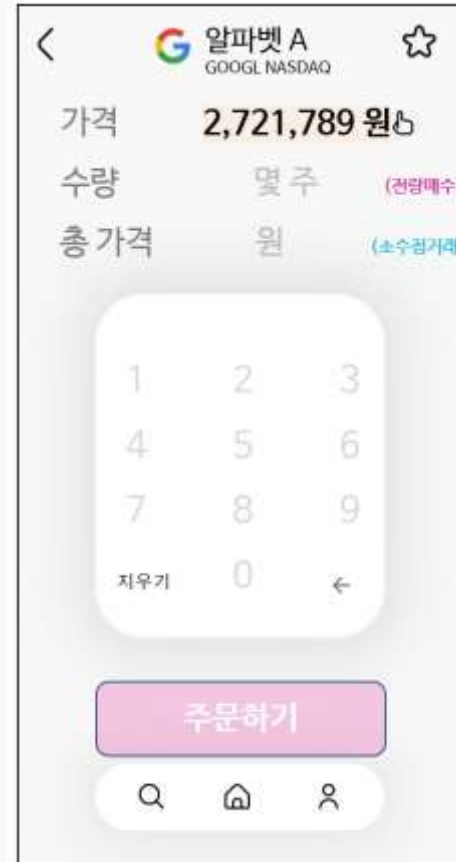 알파벳 A
GOOGL NASDAQ
가격 2,721,789 원
수량 몇 주 (전량매수
총 가격 원 (소수점거래
1 2 3
4 5 6
7 8 9
지우기 0 ←
주문하기